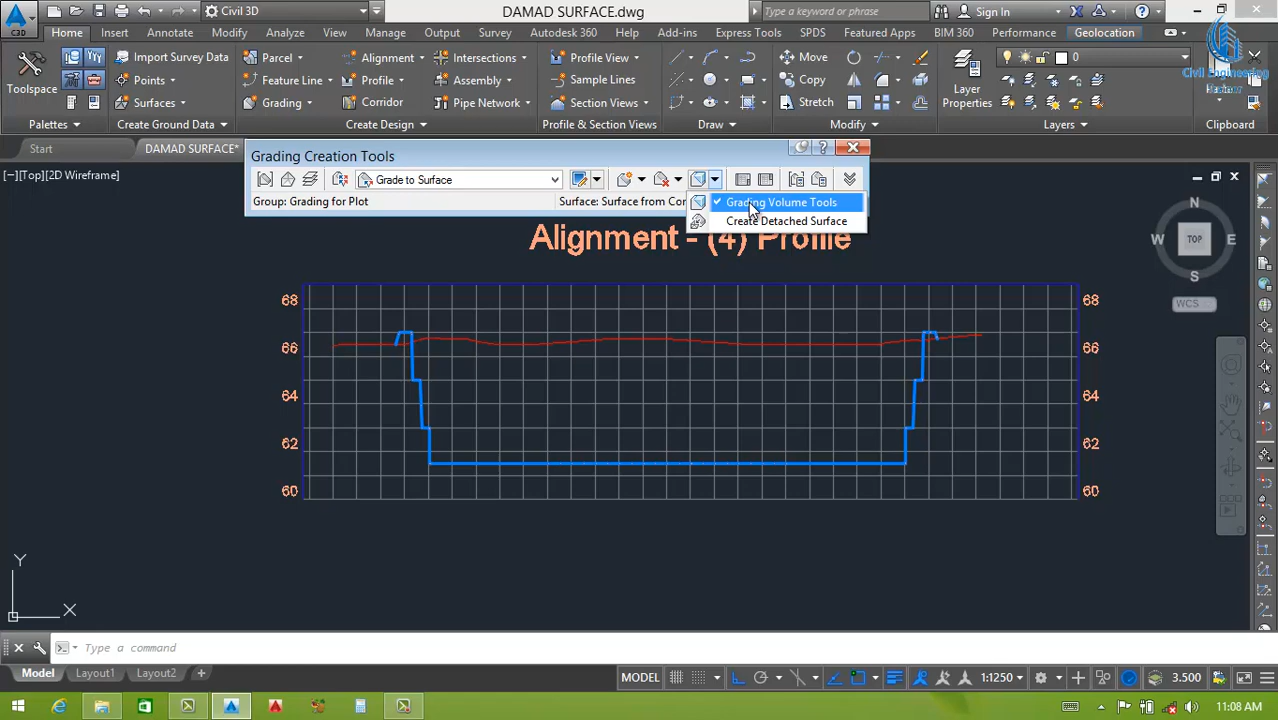 C3D
Civil 3D
DAMAD SURFACE.dwg
Type a keyword or phrase
Sign In
Home Insert Annotate Modify Analyze View Manage Output Survey Autodesk 360 Help Add-ins Express Tools SPDS Featured Apps BIM 360 Performance Geolocation
Toolspace
Import Survey Data
Points
Surfaces
Parcel
Feature Line
Grading
Alignment
Profile
Corridor
Intersections
Assembly
Pipe Network
Profile View
Sample Lines
Section Views
Move
Copy
Stretch
Layer Properties
0
Civil Engineering
Palettes Create Ground Data Create Design Profile & Section Views Draw Modify Layers Clipboard
Start
DAMAD SURFACE*
Grading Creation Tools
[−][Top][2D Wireframe]
Grade to Surface
Group: Grading for Plot
Surface: Surface from Cor
Grading Volume Tools
Create Detached Surface
N
W TOP E
S
WCS
Alignment - (4) Profile
68 68
66 66
64 64
62 62
60 60
Y
X
Type a command
Model Layout1 Layout2 +
MODEL
1:1250
3.500
11:08 AM